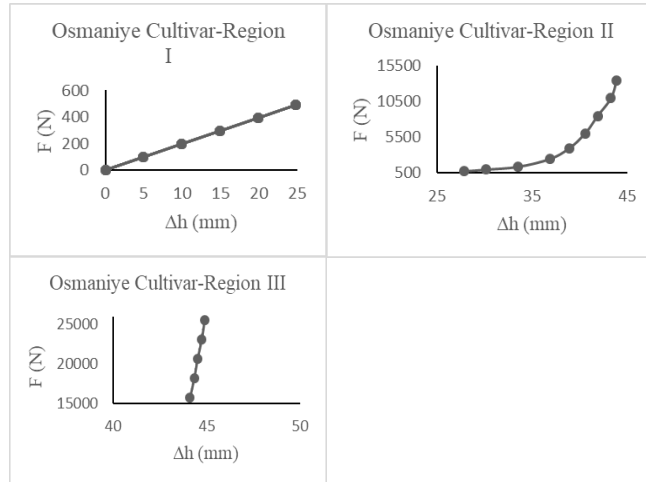 Osmaniye Cultivar-Region
I
600
400
200
0
F (N)
0 5 10 15 20 25
Δh (mm)
Osmaniye Cultivar-Region II
15500
10500
5500
500
F (N)
25 35 45
Δh (mm)
Osmaniye Cultivar-Region III
25000
20000
15000
F (N)
40 45 50
Δh (mm)